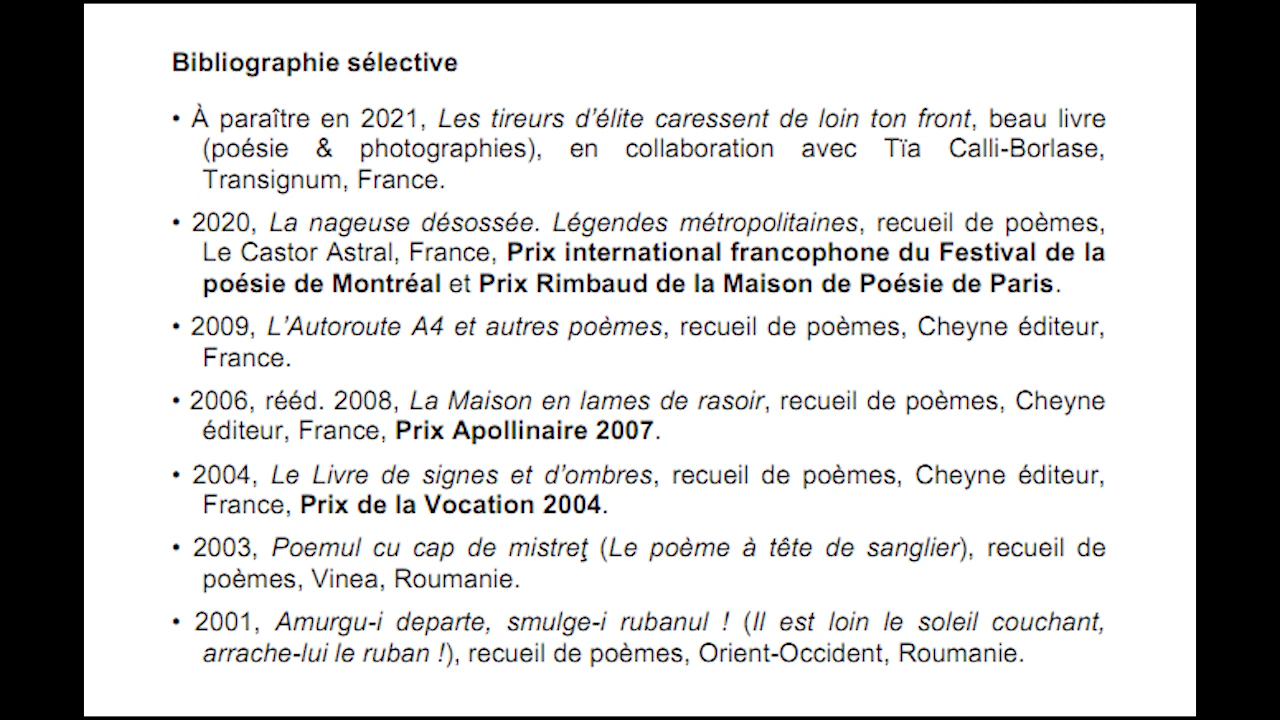 Bibliographie sélective
• À paraître en 2021, Les tireurs d’élite caressent de loin ton front, beau livre
(poésie & photographies), en collaboration avec Tïa Calli-Borlase,
Transignum, France.
• 2020, La nageuse désossée. Légendes métropolitaines, recueil de poèmes,
Le Castor Astral, France, Prix international francophone du Festival de la
poésie de Montréal et Prix Rimbaud de la Maison de Poésie de Paris.
• 2009, L’Autoroute A4 et autres poèmes, recueil de poèmes, Cheyne éditeur,
France.
• 2006, rééd. 2008, La Maison en lames de rasoir, recueil de poèmes, Cheyne
éditeur, France, Prix Apollinaire 2007.
• 2004, Le Livre de signes et d’ombres, recueil de poèmes, Cheyne éditeur,
France, Prix de la Vocation 2004.
• 2003, Poemul cu cap de mistreţ (Le poème à tête de sanglier), recueil de
poèmes, Vinea, Roumanie.
• 2001, Amurgu-i departe, smulge-i rubanul ! (Il est loin le soleil couchant,
arrache-lui le ruban !), recueil de poèmes, Orient-Occident, Roumanie.